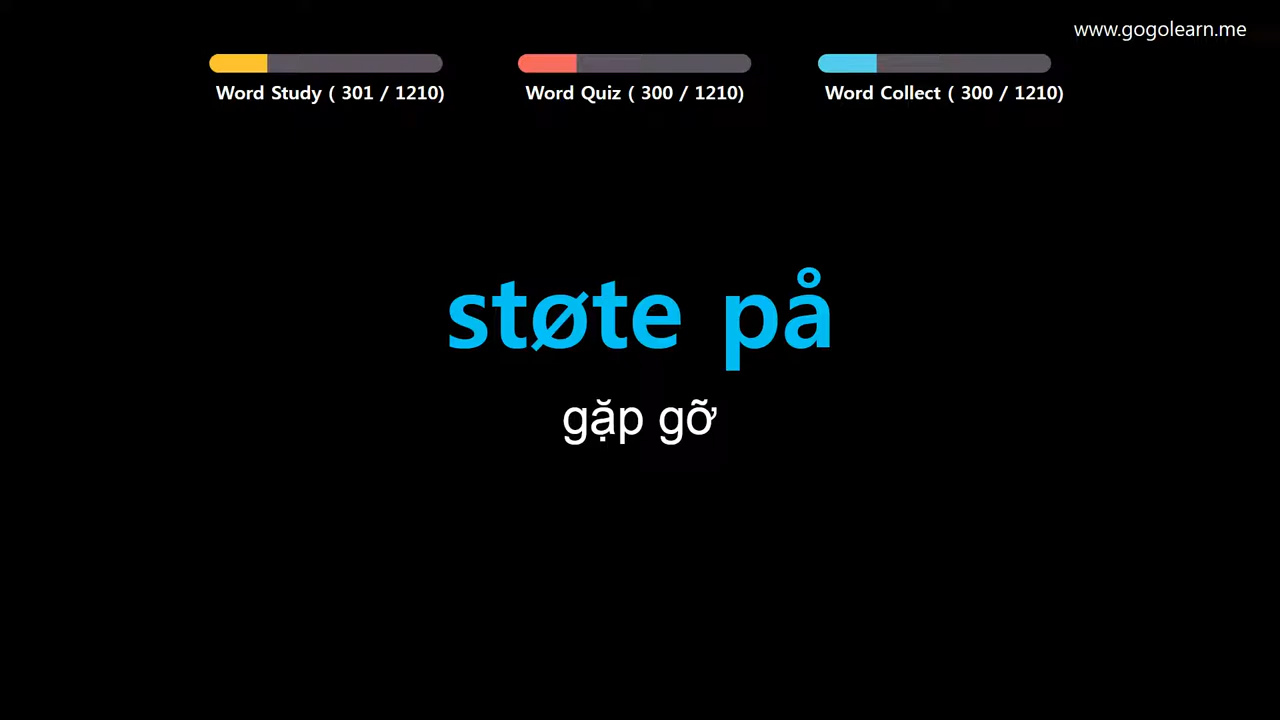 www.gogolearn.me
Word Study ( 301 / 1210)
Word Quiz ( 300 / 1210)
Word Collect ( 300 / 1210)
støte på
gặp gỡ